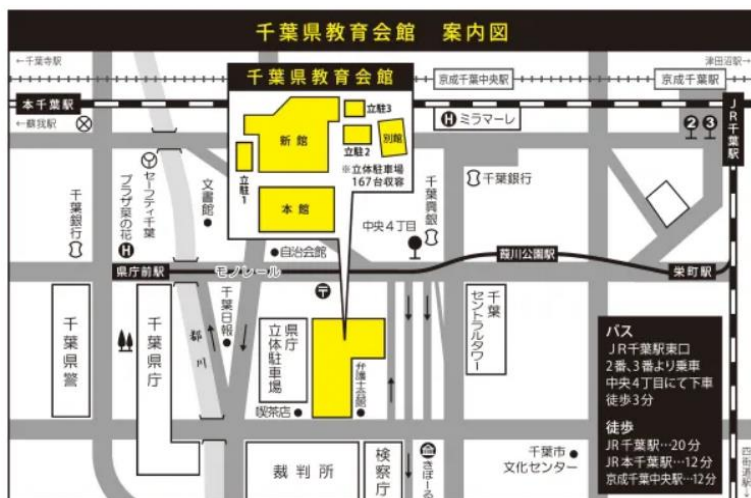 千葉県教育会館 案内図
←千葉寺駅
津田沼駅→
千葉県教育会館
京成千葉中央駅
京成千葉駅
本千葉駅
JR千葉駅
←蘇我駅
新館
立駐3
立駐2
別館
立駐1
※立体駐車場
167台収容
本館
H ミラマーレ
2 3
セーフティ千葉
プラザ菜の花
H
文書館
千葉銀行
千葉興銀
千葉銀行
中央4丁目
自治会館
県庁前駅
モノレール
葭川公園駅
栄町駅
千葉県警
千葉県庁
都川
千葉日報
県庁
立体駐車場
喫茶店
弁護士会館
千葉
セントラルタワー
バス
JR千葉駅東口
2番、3番より乗車
中央4丁目にて下車
徒歩3分
徒歩
JR千葉駅…20分
JR本千葉駅…12分
京成千葉中央駅…12分
裁判所
検察庁
きぼーる
千葉市
文化センター
四街道駅→